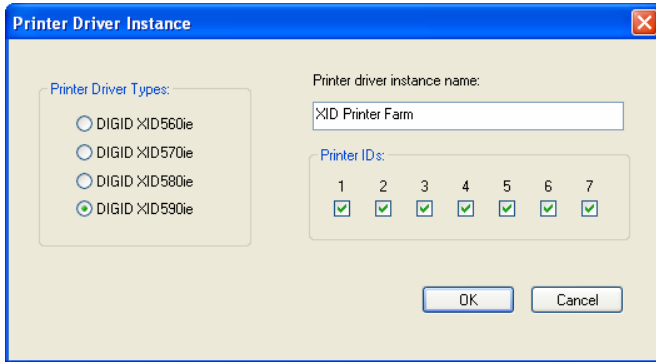 Printer Driver Instance
Printer Driver Types:
DIGID XID560ie
DIGID XID570ie
DIGID XID580ie
DIGID XID590ie
Printer driver instance name:
XID Printer Farm
Printer IDs:
1 2 3 4 5 6 7
OK Cancel